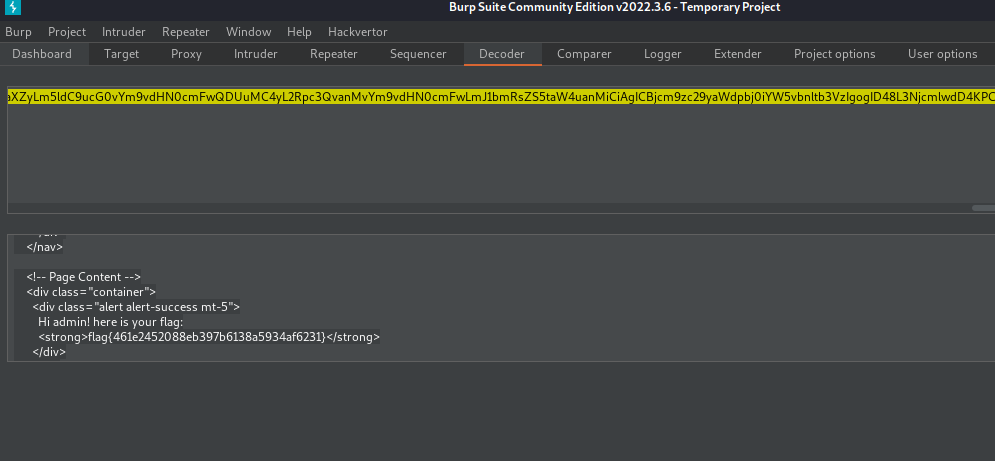 Burp Suite Community Edition v2022.3.6 - Temporary Project
Burp Project Intruder Repeater Window Help Hackvertor
Dashboard Target Proxy Intruder Repeater Sequencer Decoder Comparer Logger Extender Project options User options
</nav>
<!-- Page Content -->
<div class="container">
<div class="alert alert-success mt-5">
Hi admin! here is your flag:
<strong>flag{461e2452088eb397b6138a5934af6231}</strong>
</div>